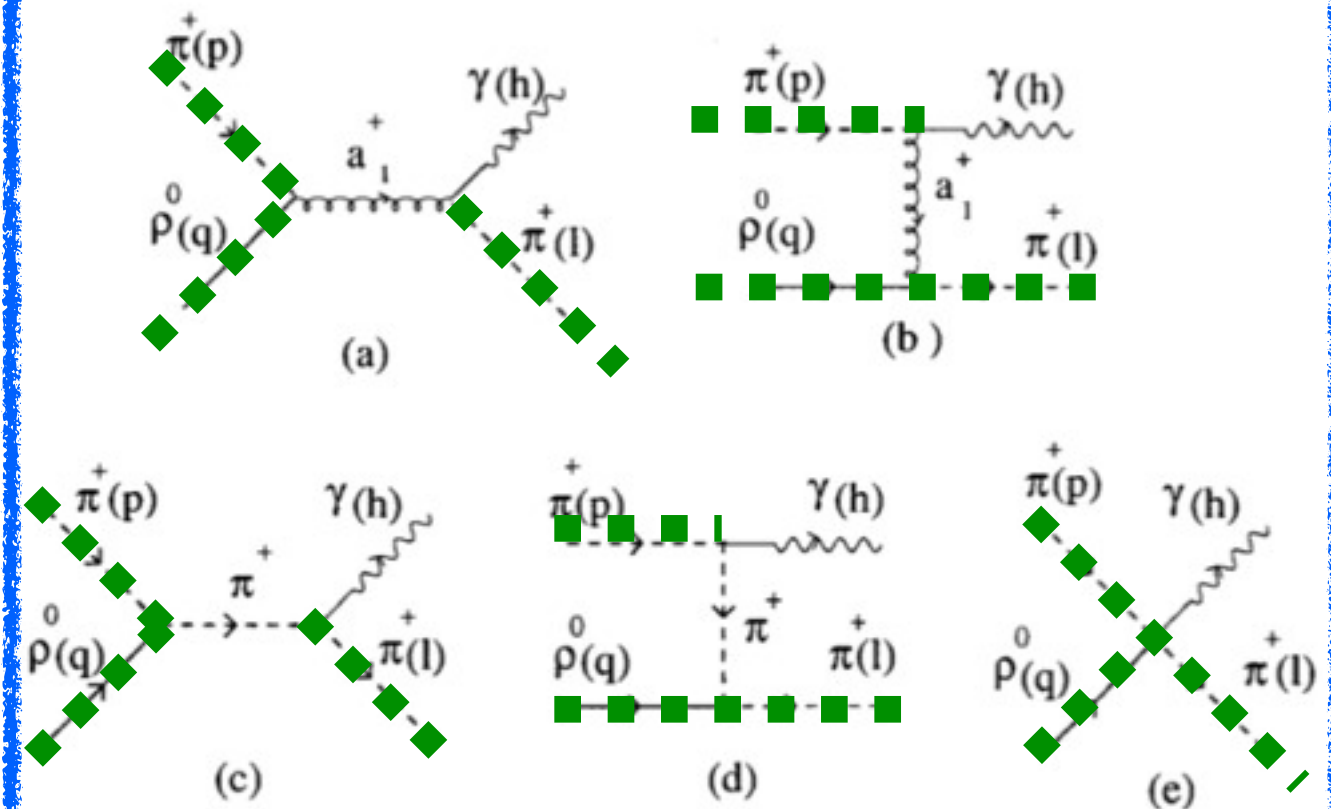 π⁺(p) γ(h) a₁⁺ ρ⁰(q) π⁺(l)
(a)
π⁺(p) γ(h) a₁⁺ ρ⁰(q) π⁺(l)
(b )
π⁺(p) γ(h) π⁺ ρ⁰(q) π⁺(l)
(c)
π⁺(p) γ(h) π⁺ ρ⁰(q) π⁺(l)
(d)
π⁺(p) γ(h) ρ⁰(q) π⁺(l)
(e)